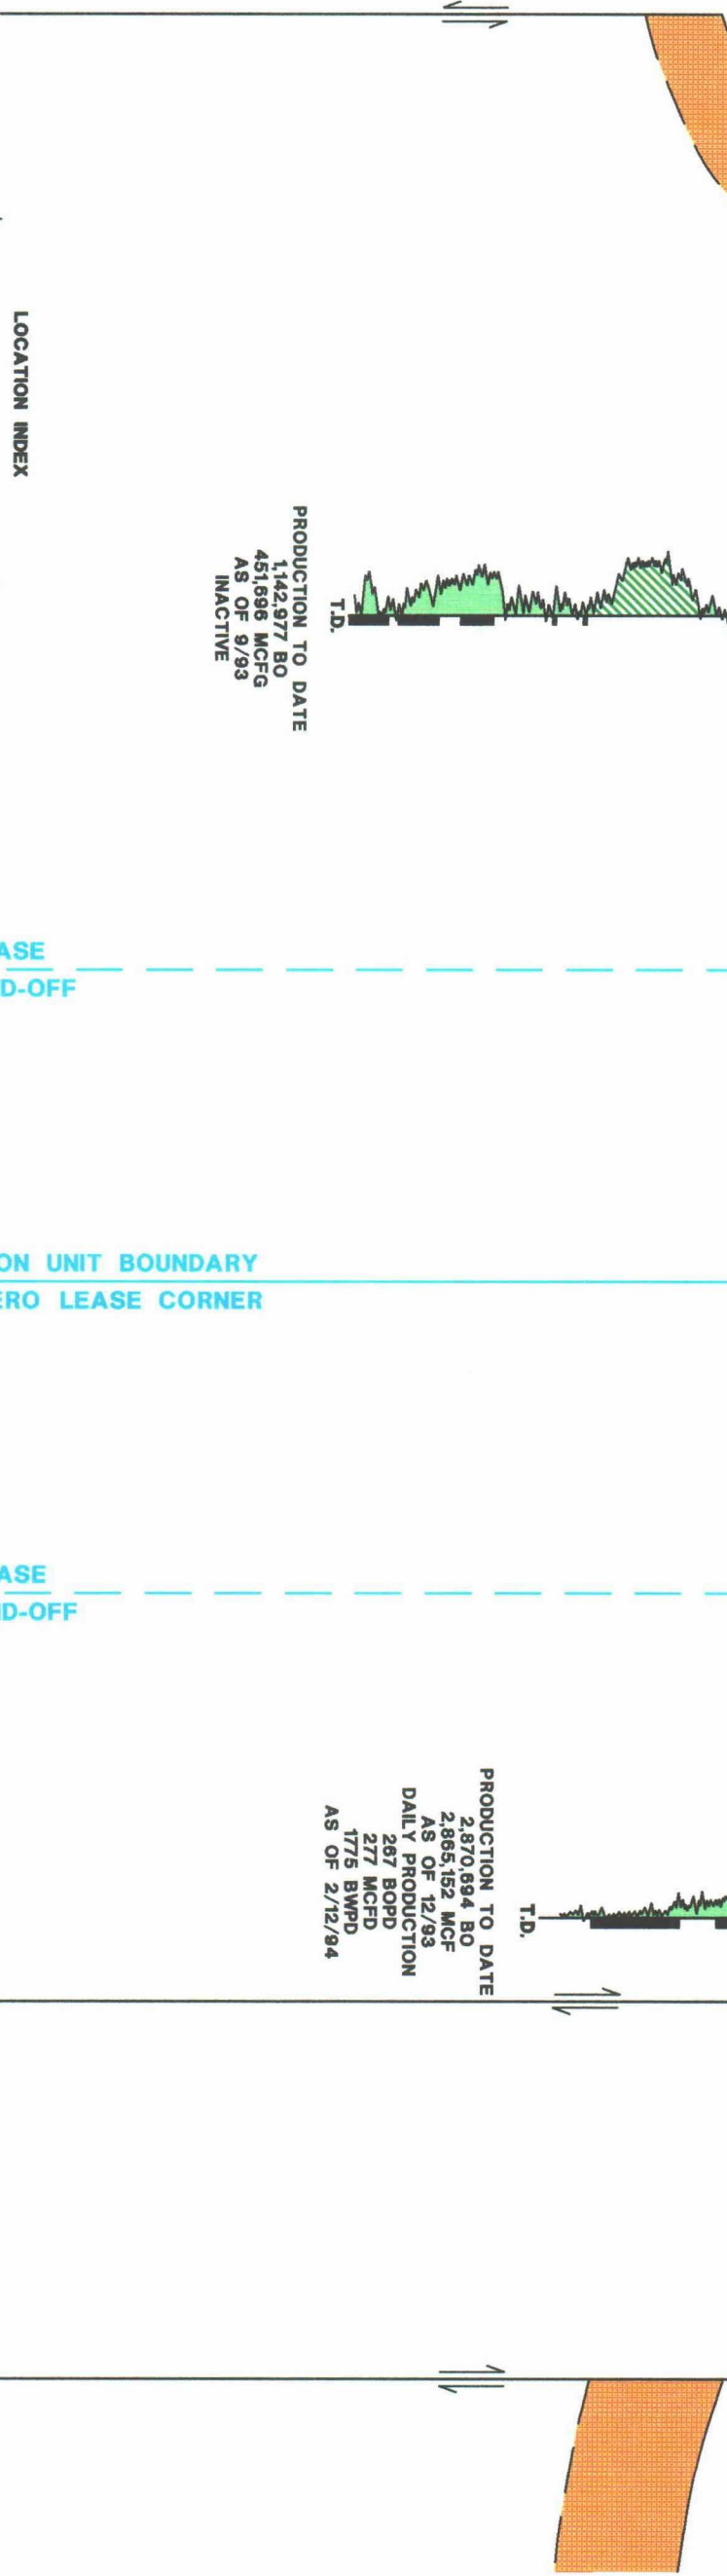 LOCATION INDEX
T.D.
PRODUCTION TO DATE
1,142,977 BO
451,696 MCFG
AS OF 9/93
INACTIVE
ASE
D-OFF
ON UNIT BOUNDARY
ERO LEASE CORNER
ASE
ND-OFF
T.D.
PRODUCTION TO DATE
2,870,694 BO
2,865,152 MCF
AS OF 12/93
DAILY PRODUCTION
267 BOPD
277 MCFD
1775 BWPD
AS OF 2/12/94